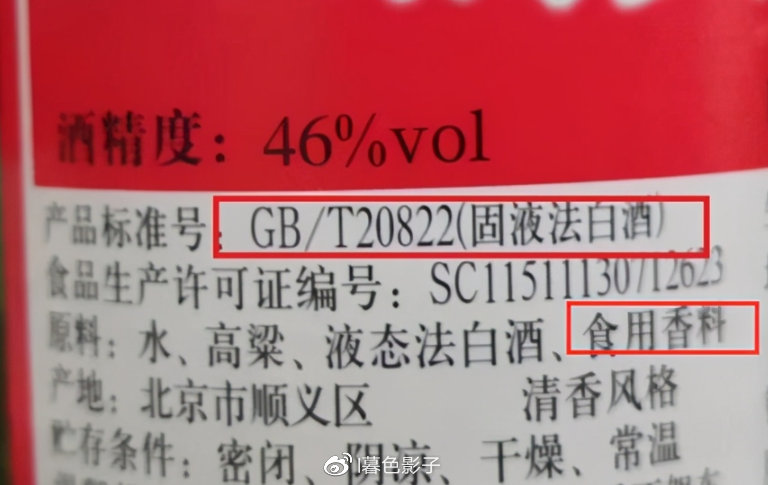 酒精度：46%vol
产品标准号：GB/T20822(固液法白酒)
食品生产许可证编号：SC11511130712623
原料：水、高粱、液态法白酒、食用香料
产地：北京市顺义区 清香风格
贮存条件：密闭、阴凉、干燥、常温
暮色影子